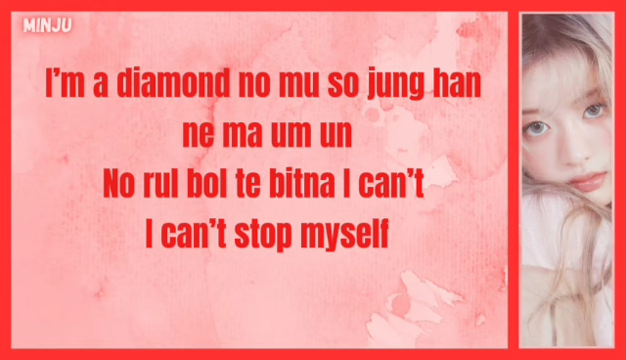 MINJU
I'm a diamond no mu so jung han
ne ma um un
No rul bol te bitna I can't
I can't stop myself